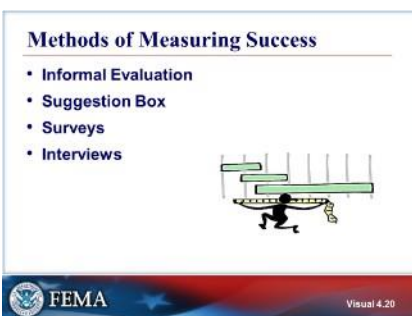 Methods of Measuring Success
• Informal Evaluation
• Suggestion Box
• Surveys
• Interviews
FEMA
Visual 4.20